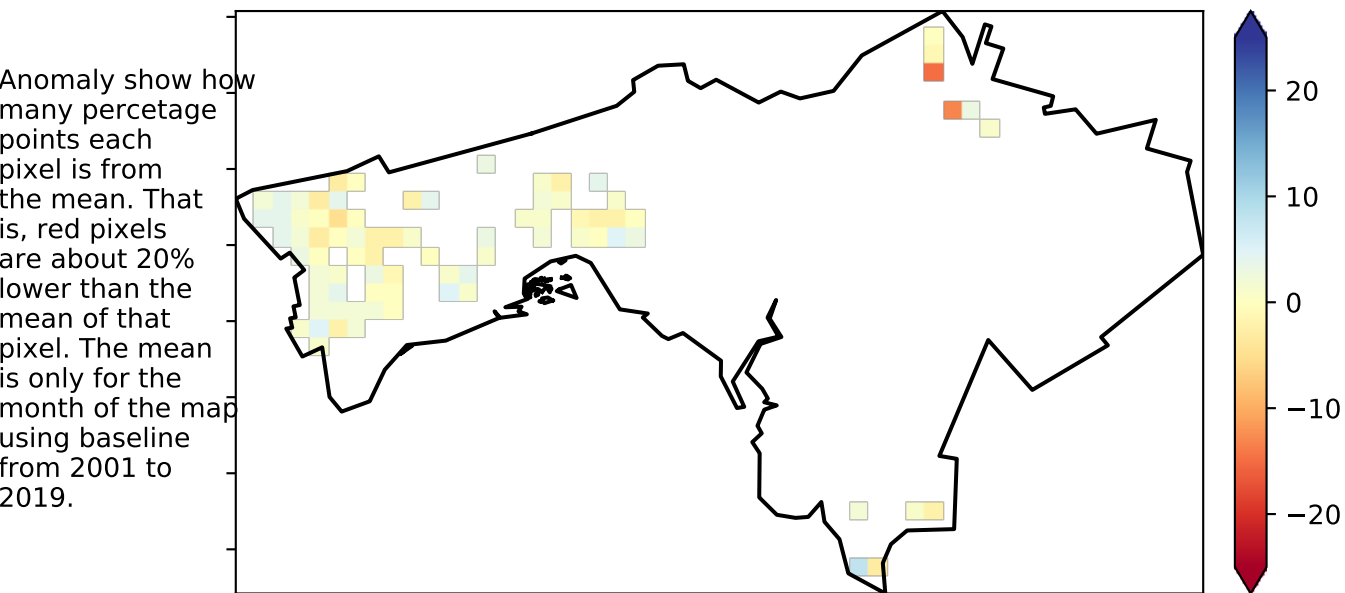 Anomaly show how
many percetage
points each
pixel is from
the mean. That
is, red pixels
are about 20%
lower than the
mean of that
pixel. The mean
is only for the
month of the map
using baseline
from 2001 to
2019.
20
10
0
−10
−20